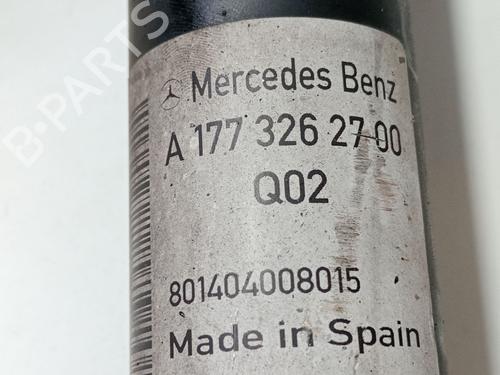 B-PARTS
Mercedes Benz
A 177 326 27 00
Q02
801404008015
Made in Spain